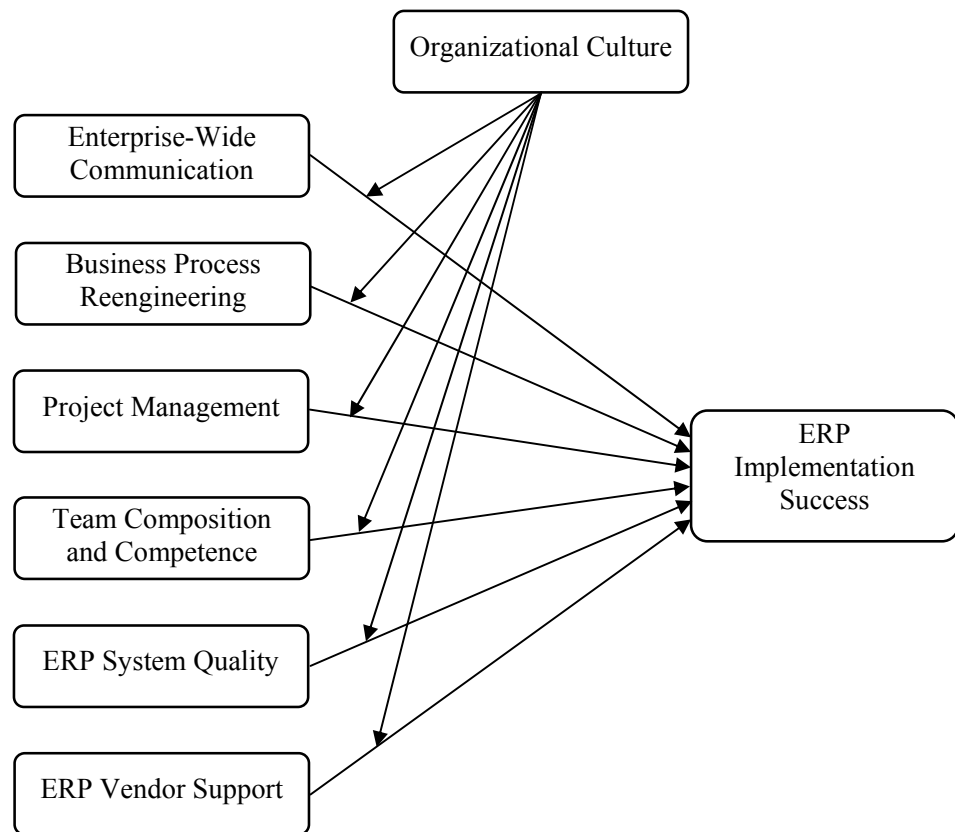 Organizational Culture
Enterprise-Wide
Communication
Business Process
Reengineering
Project Management
Team Composition
and Competence
ERP System Quality
ERP Vendor Support
ERP
Implementation
Success